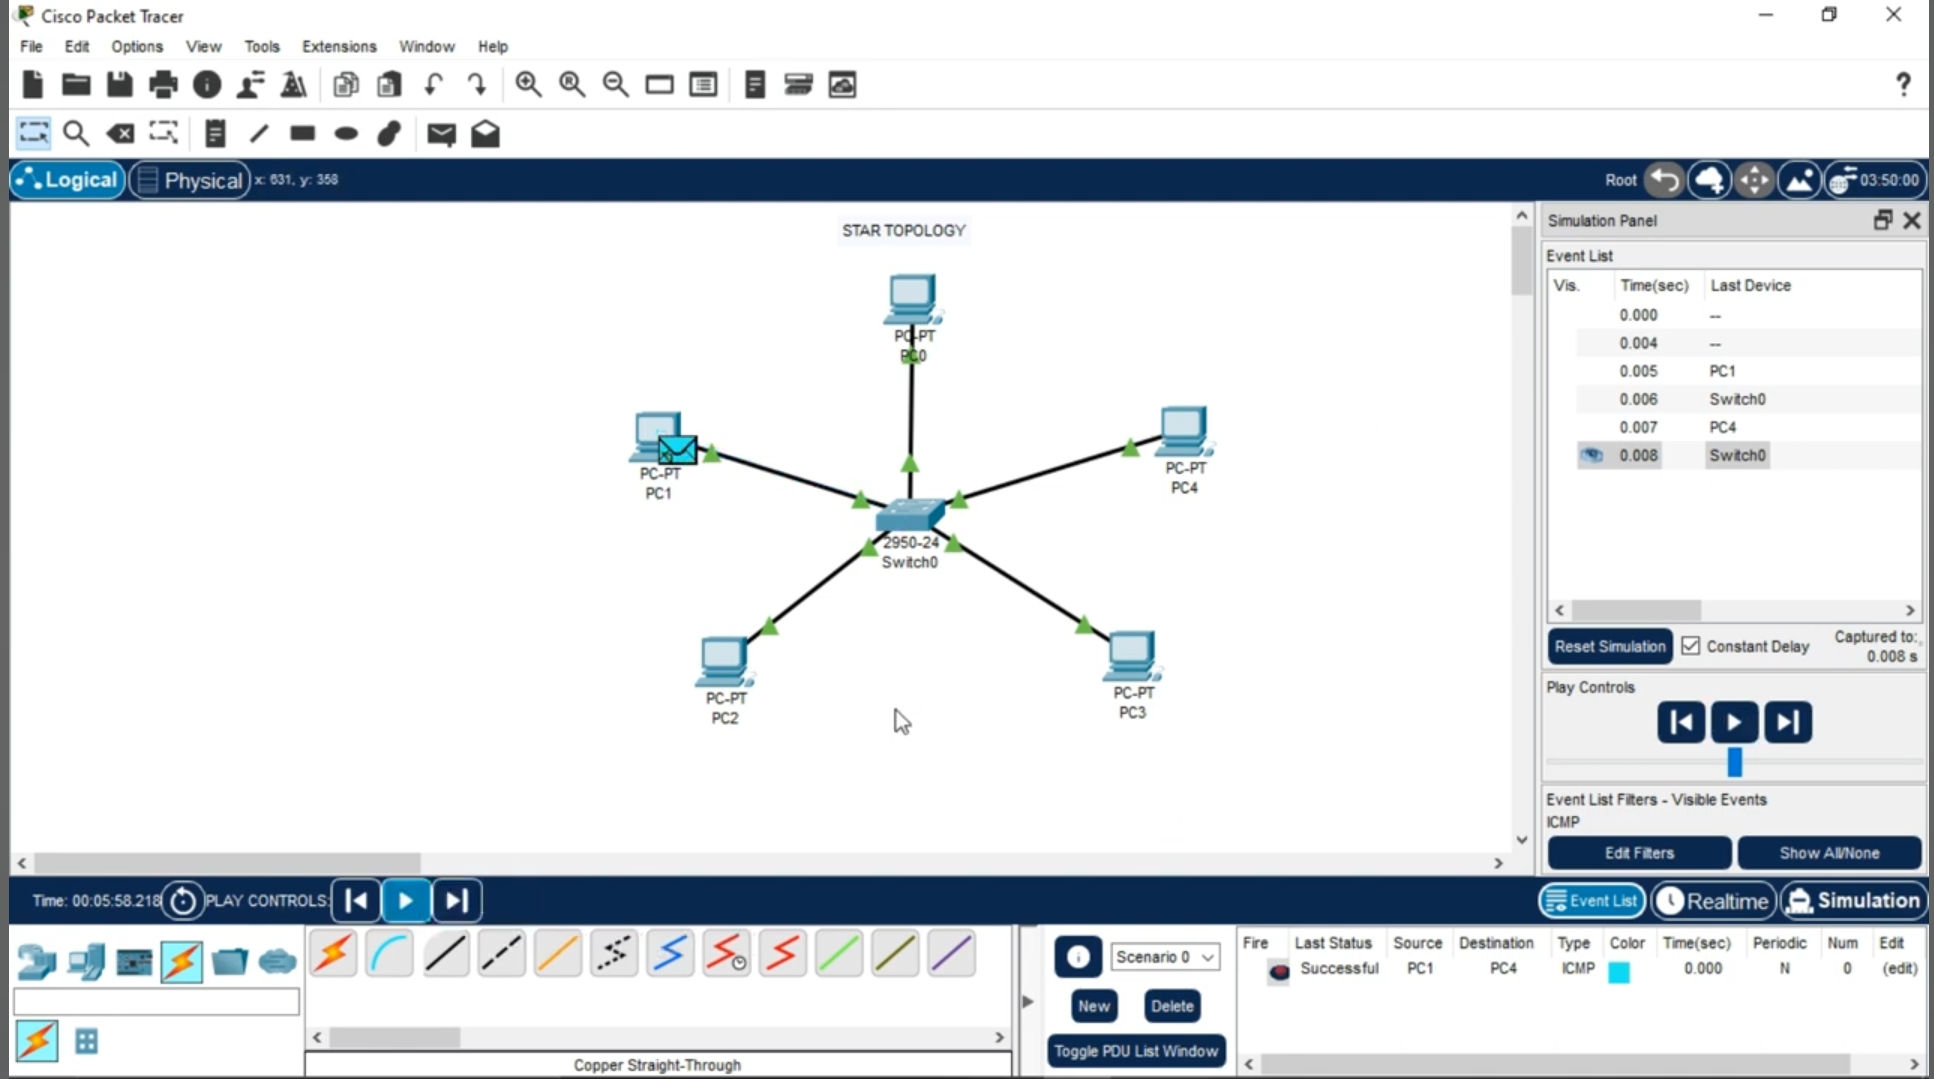 Cisco Packet Tracer
File Edit Options View Tools Extensions Window Help
?
Logical Physical x: 631, y: 358 Root 03:50:00
STAR TOPOLOGY
PC-PT
PC0
PC-PT
PC1
PC-PT
PC4
2950-24
Switch0
PC-PT
PC2
PC-PT
PC3
Simulation Panel
Event List
Vis. Time(sec) Last Device
0.000 --
0.004 --
0.005 PC1
0.006 Switch0
0.007 PC4
0.008 Switch0
Reset Simulation Constant Delay Captured to:
0.008 s
Play Controls
Event List Filters - Visible Events
ICMP
Edit Filters Show All/None
Time: 00:05:58.218 PLAY CONTROLS: Event List Realtime Simulation
Scenario 0
New Delete
Toggle PDU List Window
Fire Last Status Source Destination Type Color Time(sec) Periodic Num Edit
Successful PC1 PC4 ICMP 0.000 N 0 (edit)
Copper Straight-Through